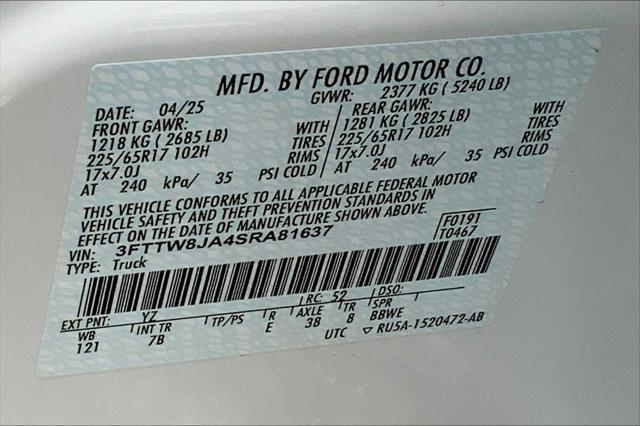 MFD. BY FORD MOTOR CO.
DATE: 04/25 GVWR: 2377 KG ( 5240 LB)
FRONT GAWR: REAR GAWR:
1218 KG ( 2685 LB) WITH 1281 KG ( 2825 LB) WITH
225/65R17 102H TIRES 225/65R17 102H TIRES
17x7.0J RIMS 17x7.0J RIMS
AT 240 kPa/ 35 PSI COLD AT 240 kPa/ 35 PSI COLD
THIS VEHICLE CONFORMS TO ALL APPLICABLE FEDERAL MOTOR
VEHICLE SAFETY AND THEFT PREVENTION STANDARDS IN
EFFECT ON THE DATE OF MANUFACTURE SHOWN ABOVE.
VIN: 3FTTW8JA4SRA81637 F0191
TYPE: Truck T0467
EXT PNT: YZ RC: 52 DSO:
WB INT TR TP/PS R AXLE TR SPR
121 7B E 38 8 BBWE
UTC ▽ RU5A-1520472-AB